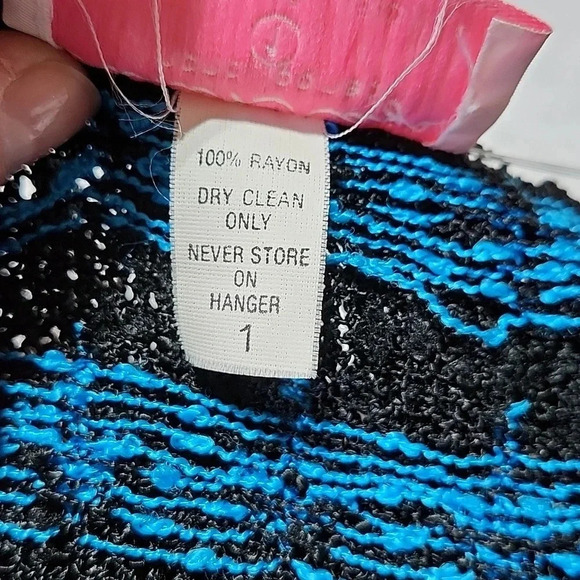 100% RAYON
DRY CLEAN
ONLY
NEVER STORE
ON
HANGER
1